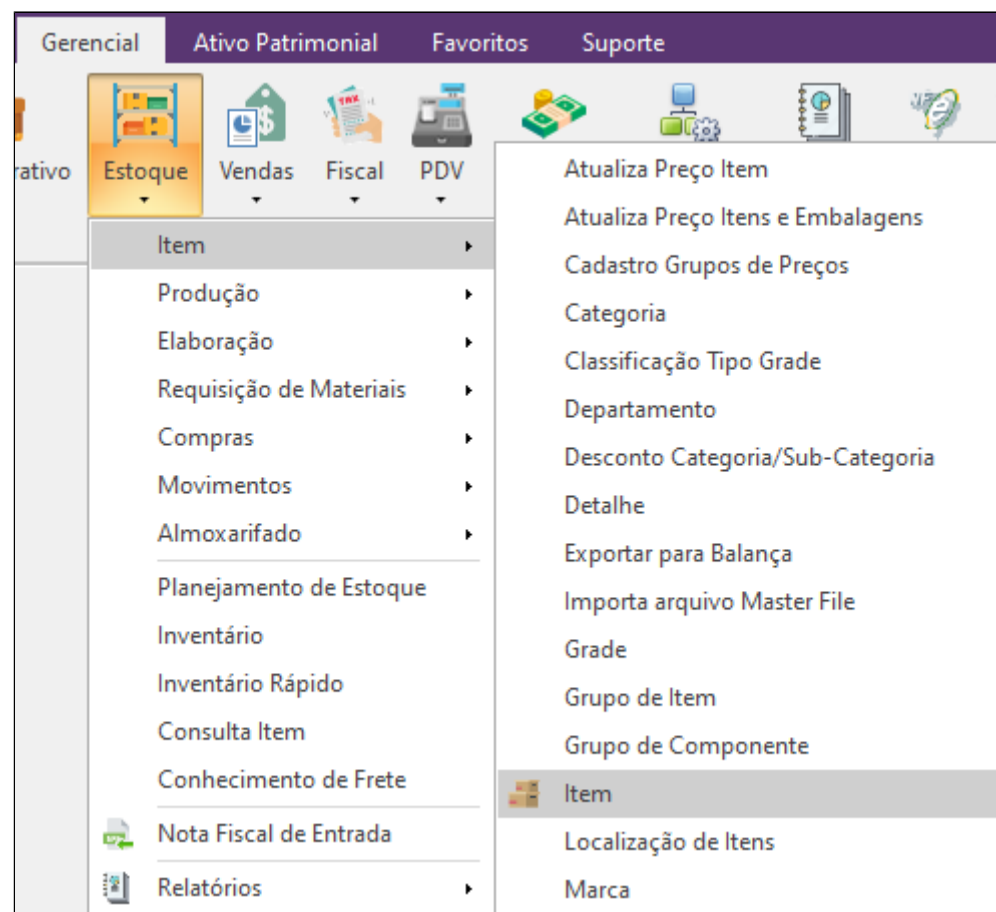 Gerencial
Ativo Patrimonial
Favoritos
Suporte
rativo
Estoque
Vendas
Fiscal
PDV
TAX
Item
Produção
Elaboração
Requisição de Materiais
Compras
Movimentos
Almoxarifado
Planejamento de Estoque
Inventário
Inventário Rápido
Consulta Item
Conhecimento de Frete
Nota Fiscal de Entrada
Relatórios
Atualiza Preço Item
Atualiza Preço Itens e Embalagens
Cadastro Grupos de Preços
Categoria
Classificação Tipo Grade
Departamento
Desconto Categoria/Sub-Categoria
Detalhe
Exportar para Balança
Importa arquivo Master File
Grade
Grupo de Item
Grupo de Componente
Item
Localização de Itens
Marca